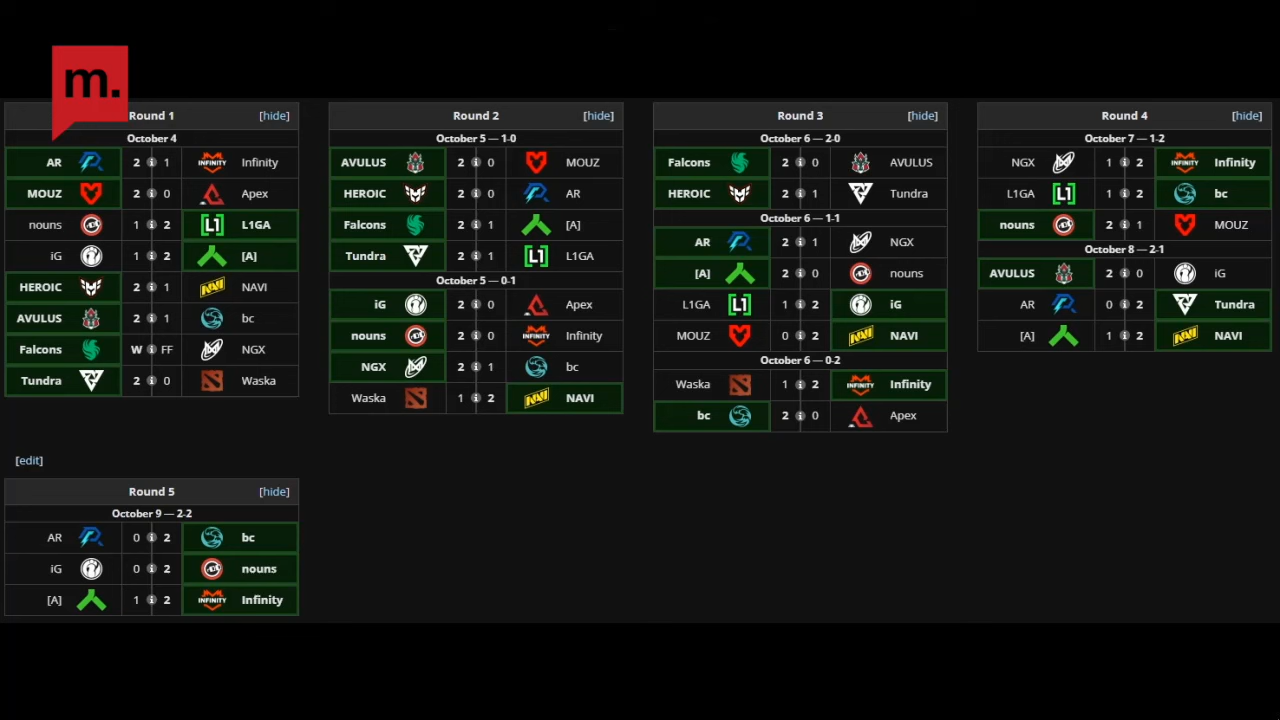 m.
Round 1 [hide]
October 4
AR 2 1 Infinity
MOUZ 2 0 Apex
nouns 1 2 L1GA
iG 1 2 [A]
HEROIC 2 1 NAVI
AVULUS 2 1 bc
Falcons W FF NGX
Tundra 2 0 Waska
Round 2 [hide]
October 5 — 1-0
AVULUS 2 0 MOUZ
HEROIC 2 0 AR
Falcons 2 1 [A]
Tundra 2 1 L1GA
October 5 — 0-1
iG 2 0 Apex
nouns 2 0 Infinity
NGX 2 1 bc
Waska 1 2 NAVI
Round 3 [hide]
October 6 — 2-0
Falcons 2 0 AVULUS
HEROIC 2 1 Tundra
October 6 — 1-1
AR 2 1 NGX
[A] 2 0 nouns
L1GA 1 2 iG
MOUZ 0 2 NAVI
October 6 — 0-2
Waska 1 2 Infinity
bc 2 0 Apex
Round 4 [hide]
October 7 — 1-2
NGX 1 2 Infinity
L1GA 1 2 bc
nouns 2 1 MOUZ
October 8 — 2-1
AVULUS 2 0 iG
AR 0 2 Tundra
[A] 1 2 NAVI
[edit]
Round 5 [hide]
October 9 — 2-2
AR 0 2 bc
iG 0 2 nouns
[A] 1 2 Infinity